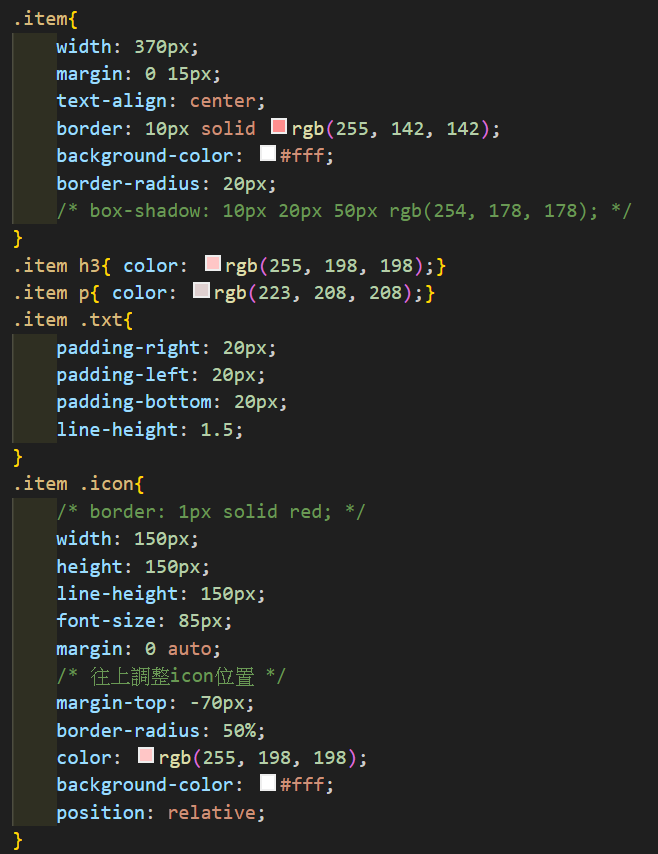 .item{
    width: 370px;
    margin: 0 15px;
    text-align: center;
    border: 10px solid rgb(255, 142, 142);
    background-color: #fff;
    border-radius: 20px;
    /* box-shadow: 10px 20px 50px rgb(254, 178, 178); */
}
.item h3{ color: rgb(255, 198, 198);}
.item p{ color: rgb(223, 208, 208);}
.item .txt{
    padding-right: 20px;
    padding-left: 20px;
    padding-bottom: 20px;
    line-height: 1.5;
}
.item .icon{
    /* border: 1px solid red; */
    width: 150px;
    height: 150px;
    line-height: 150px;
    font-size: 85px;
    margin: 0 auto;
    /* 往上調整icon位置 */
    margin-top: -70px;
    border-radius: 50%;
    color: rgb(255, 198, 198);
    background-color: #fff;
    position: relative;
}